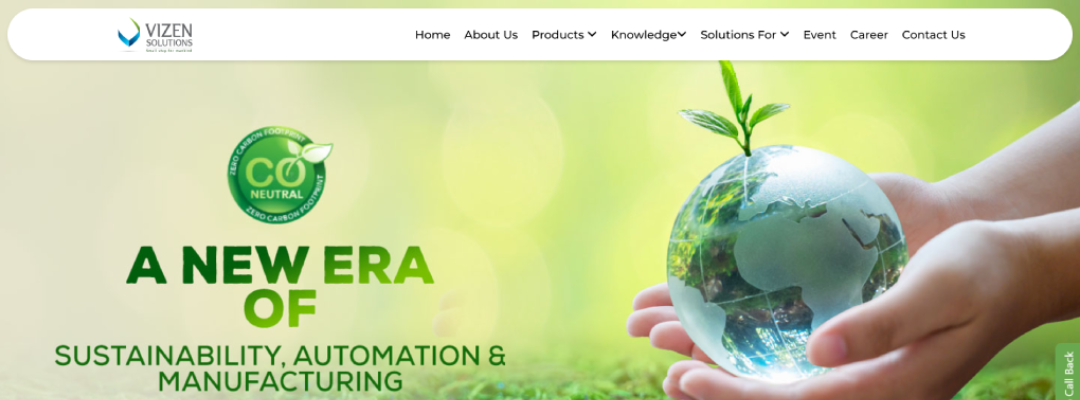 VIZEN
SOLUTIONS
Home About Us Products Knowledge Solutions For Event Career Contact Us
ZERO CARBON FOOTPRINT
CO
NEUTRAL
ZERO CARBON FOOTPRINT
A NEW ERA
OF
SUSTAINABILITY, AUTOMATION &
MANUFACTURING
Call Back